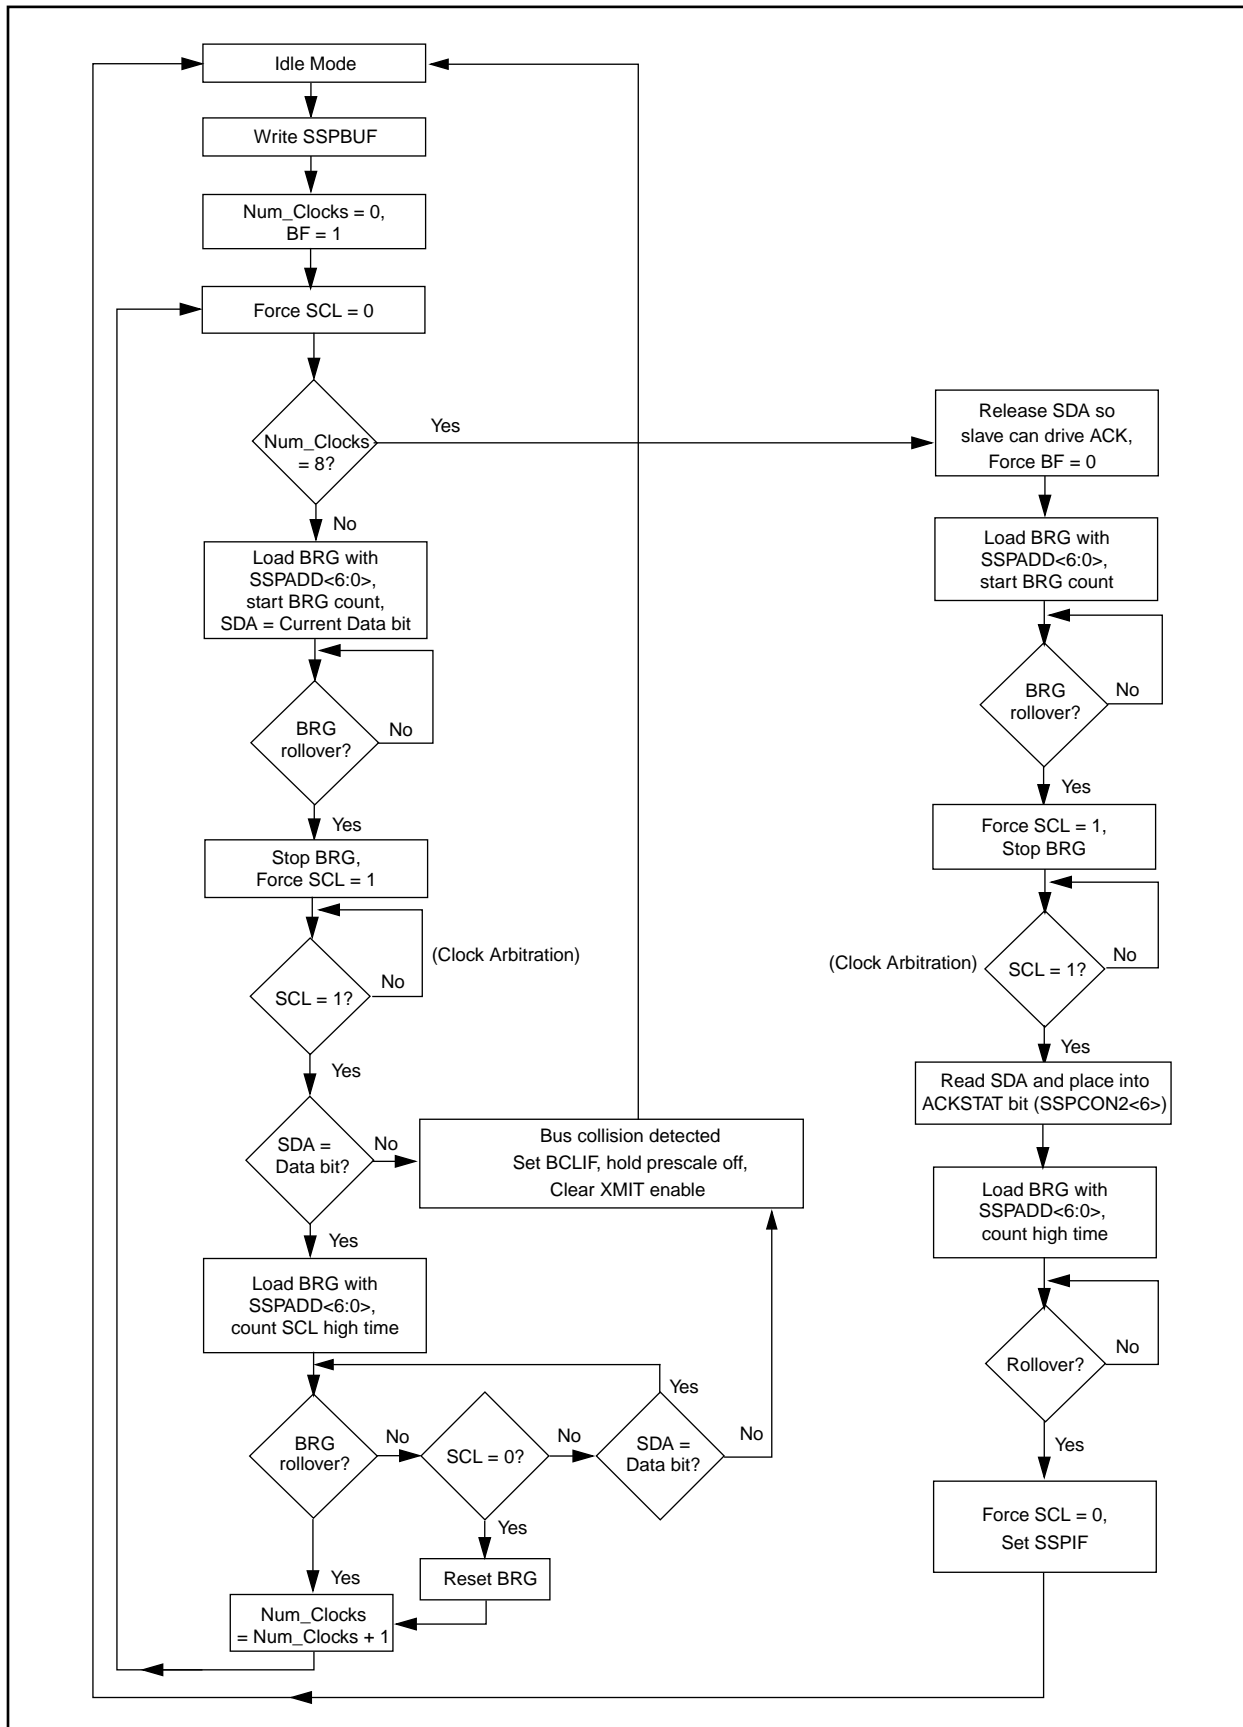 Idle Mode
Write SSPBUF
Num_Clocks = 0,
BF = 1
Force SCL = 0
Num_Clocks
= 8?
Yes
No
Load BRG with
SSPADD<6:0>,
start BRG count,
SDA = Current Data bit
BRG
rollover?
No
Yes
Stop BRG,
Force SCL = 1
(Clock Arbitration)
SCL = 1?
No
Yes
SDA =
Data bit?
No
Bus collision detected
Set BCLIF, hold prescale off,
Clear XMIT enable
Yes
Load BRG with
SSPADD<6:0>,
count SCL high time
BRG
rollover?
No
SCL = 0?
No
SDA =
Data bit?
Yes
No
Yes
Reset BRG
Yes
Num_Clocks
= Num_Clocks + 1
Release SDA so
slave can drive ACK,
Force BF = 0
Load BRG with
SSPADD<6:0>,
start BRG count
BRG
rollover?
No
Yes
Force SCL = 1,
Stop BRG
(Clock Arbitration)
SCL = 1?
No
Yes
Read SDA and place into
ACKSTAT bit (SSPCON2<6>)
Load BRG with
SSPADD<6:0>,
count high time
Rollover?
No
Yes
Force SCL = 0,
Set SSPIF